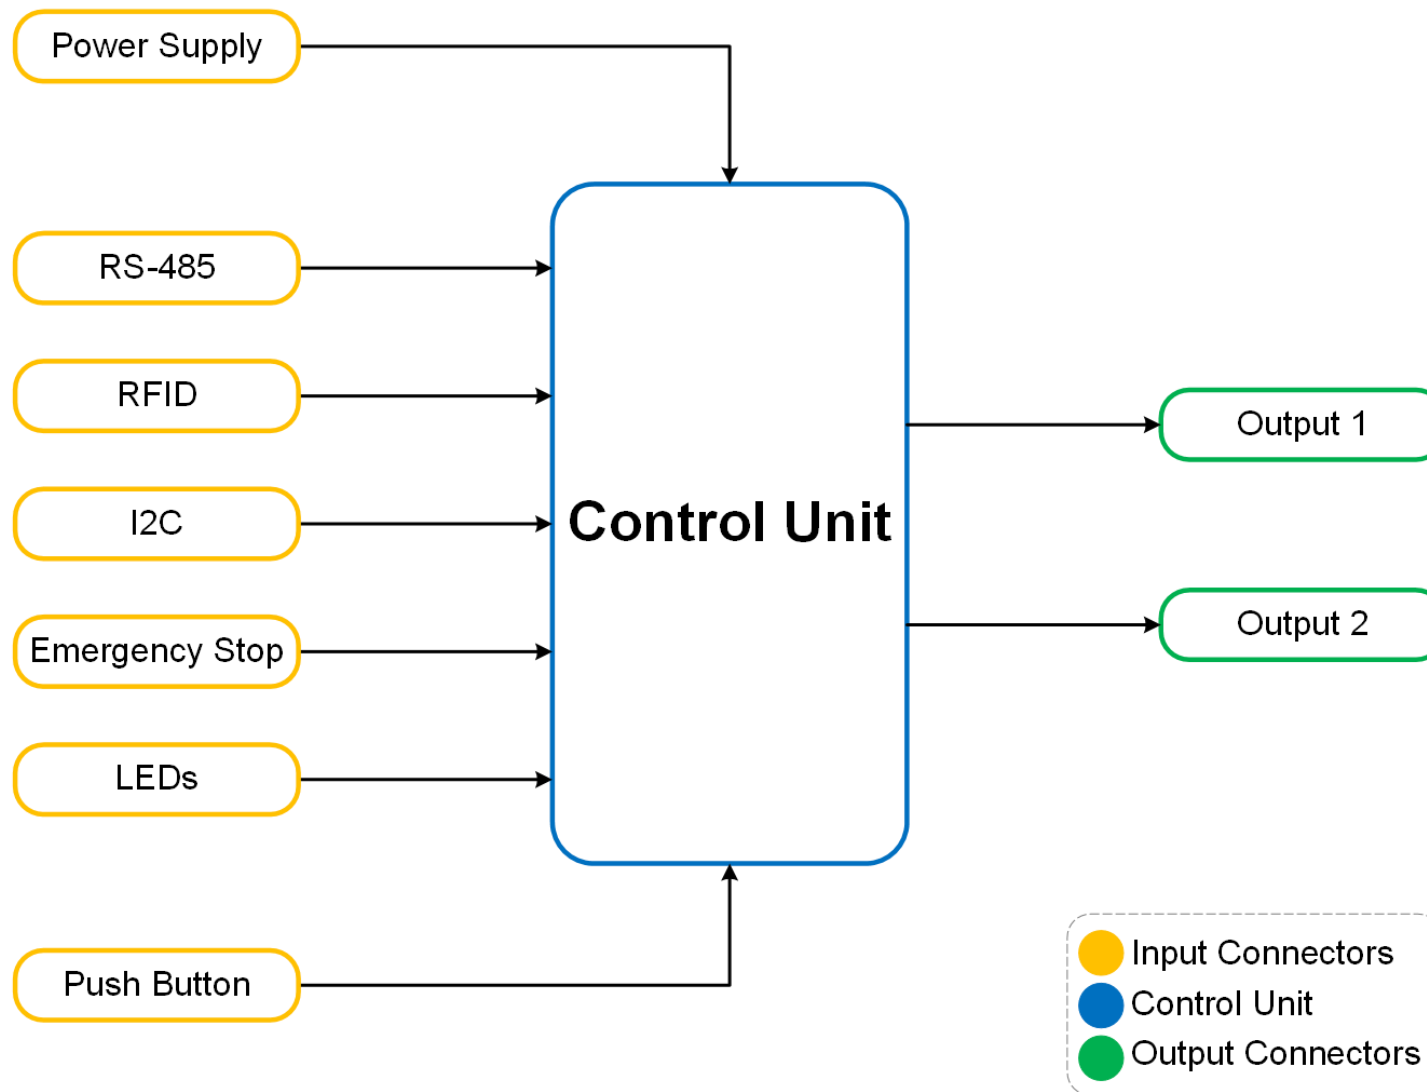 Power Supply
RS-485
RFID
I2C
Emergency Stop
LEDs
Push Button
Control Unit
Output 1
Output 2
Input Connectors
Control Unit
Output Connectors